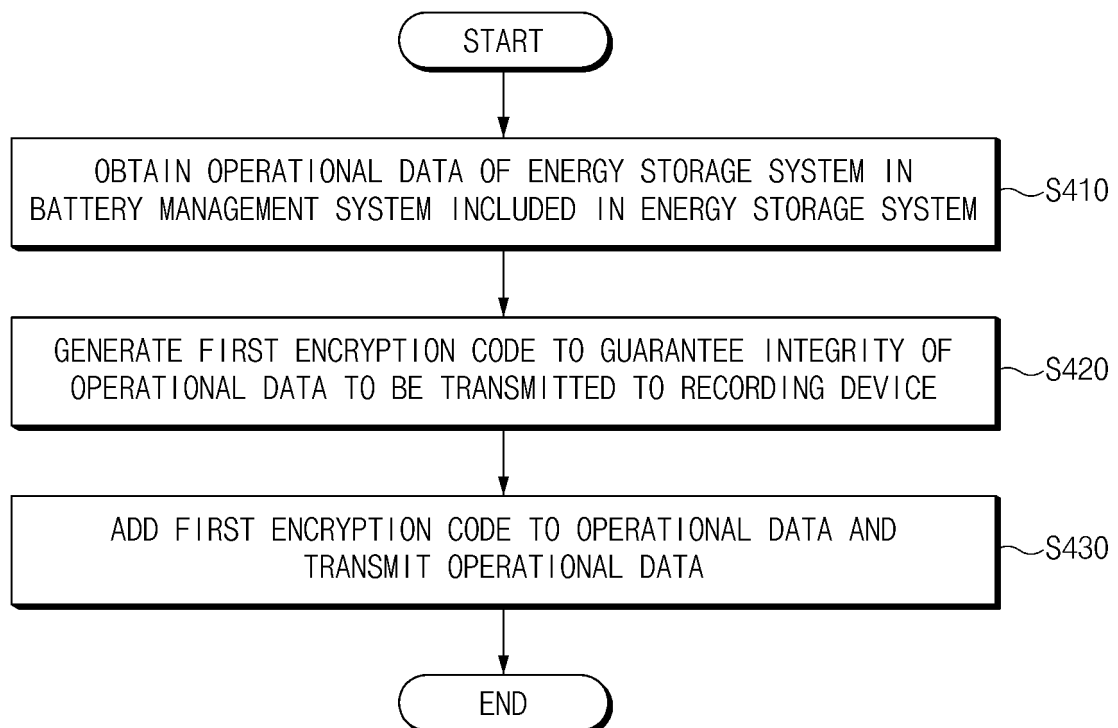 START
OBTAIN OPERATIONAL DATA OF ENERGY STORAGE SYSTEM IN
BATTERY MANAGEMENT SYSTEM INCLUDED IN ENERGY STORAGE SYSTEM
S410
GENERATE FIRST ENCRYPTION CODE TO GUARANTEE INTEGRITY OF
OPERATIONAL DATA TO BE TRANSMITTED TO RECORDING DEVICE
S420
ADD FIRST ENCRYPTION CODE TO OPERATIONAL DATA AND
TRANSMIT OPERATIONAL DATA
S430
END